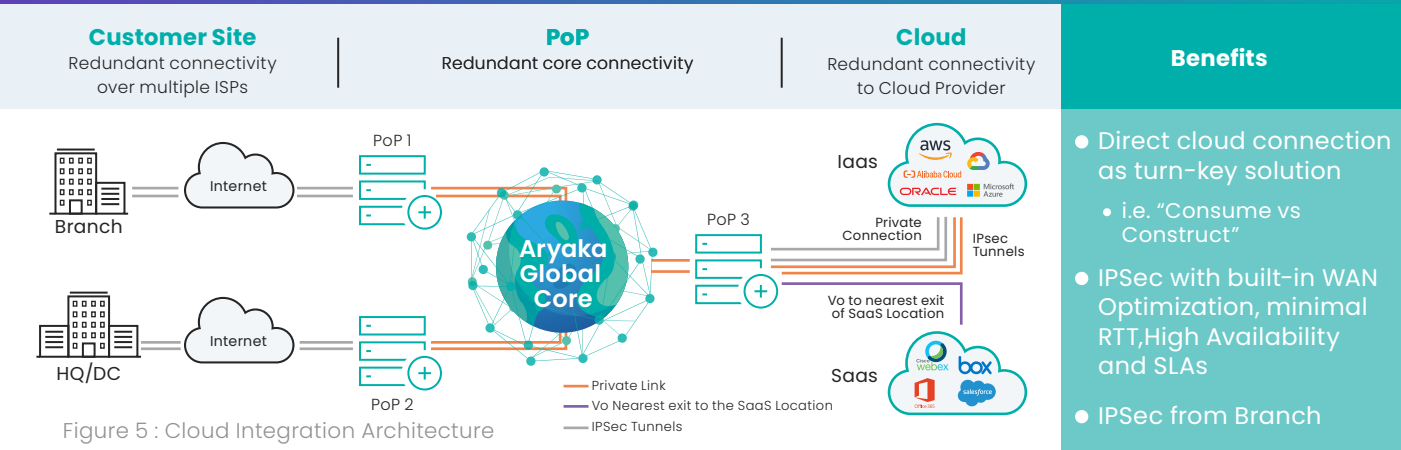 Customer Site
Redundant connectivity
over multiple ISPs
PoP
Redundant core connectivity
Cloud
Redundant connectivity
to Cloud Provider
Benefits
Branch
Internet
PoP 1
HQ/DC
Internet
PoP 2
Aryaka
Global
Core
PoP 3
Iaas
aws
Alibaba Cloud
ORACLE
Microsoft
Azure
Private
Connection
IPsec
Tunnels
Vo to nearest exit
of SaaS Location
Saas
Cisco
webex
box
Office 365
salesforce
Private Link
Vo Nearest exit to the SaaS Location
IPSec Tunnels
Figure 5 : Cloud Integration Architecture
Direct cloud connection
as turn-key solution
i.e. “Consume vs
Construct”
IPSec with built-in WAN
Optimization, minimal
RTT,High Availability
and SLAs
IPSec from Branch